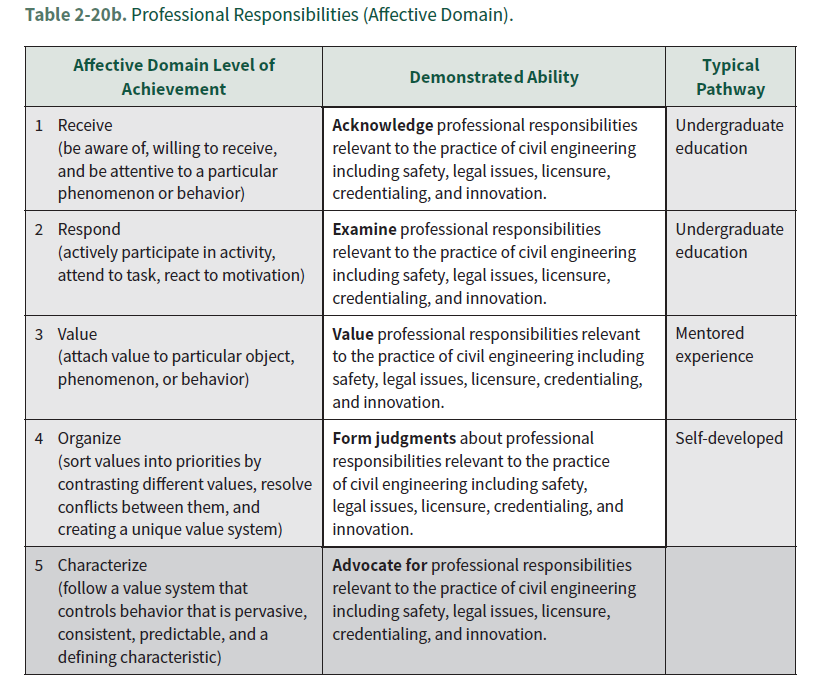 Table 2-20b. Professional Responsibilities (Affective Domain).
Affective Domain Level of
Achievement
Demonstrated Ability
Typical
Pathway
1 Receive
(be aware of, willing to receive,
and be attentive to a particular
phenomenon or behavior)
Acknowledge professional responsibilities
relevant to the practice of civil engineering
including safety, legal issues, licensure,
credentialing, and innovation.
Undergraduate
education
2 Respond
(actively participate in activity,
attend to task, react to motivation)
Examine professional responsibilities
relevant to the practice of civil engineering
including safety, legal issues, licensure,
credentialing, and innovation.
Undergraduate
education
3 Value
(attach value to particular object,
phenomenon, or behavior)
Value professional responsibilities relevant
to the practice of civil engineering including
safety, legal issues, licensure, credentialing,
and innovation.
Mentored
experience
4 Organize
(sort values into priorities by
contrasting different values, resolve
conflicts between them, and
creating a unique value system)
Form judgments about professional
responsibilities relevant to the practice
of civil engineering including safety,
legal issues, licensure, credentialing, and
innovation.
Self-developed
5 Characterize
(follow a value system that
controls behavior that is pervasive,
consistent, predictable, and a
defining characteristic)
Advocate for professional responsibilities
relevant to the practice of civil engineering
including safety, legal issues, licensure,
credentialing, and innovation.